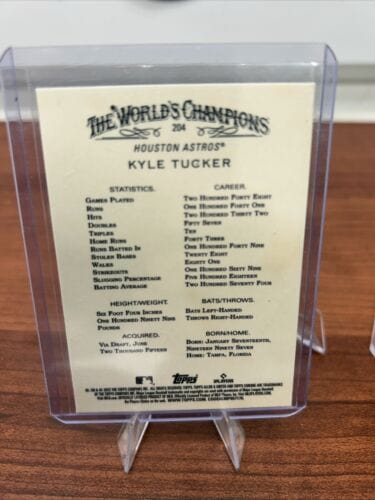 THE WORLD'S CHAMPIONS
204
HOUSTON ASTROS®
KYLE TUCKER
STATISTICS. CAREER.
GAMES PLAYED TWO HUNDRED FORTY EIGHT
RUNS ONE HUNDRED FORTY ONE
HITS TWO HUNDRED THIRTY TWO
DOUBLES FIFTY SEVEN
TRIPLES TEN
HOME RUNS FORTY THREE
RUNS BATTED IN ONE HUNDRED FORTY NINE
STOLEN BASES TWENTY EIGHT
WALKS EIGHTY ONE
STRIKEOUTS ONE HUNDRED SIXTY NINE
SLUGGING PERCENTAGE FIVE HUNDRED EIGHTEEN
BATTING AVERAGE TWO HUNDRED SEVENTY FOUR
HEIGHT/WEIGHT. BATS/THROWS.
SIX FOOT FOUR INCHES BATS LEFT-HANDED
ONE HUNDRED NINETY NINE THROWS RIGHT-HANDED
POUNDS
ACQUIRED. BORN/HOME.
VIA DRAFT, JUNE BORN: JANUARY SEVENTEENTH,
TWO THOUSAND FIFTEEN NINETEEN NINETY SEVEN
HOME: TAMPA, FLORIDA
Topps
PLAYERS